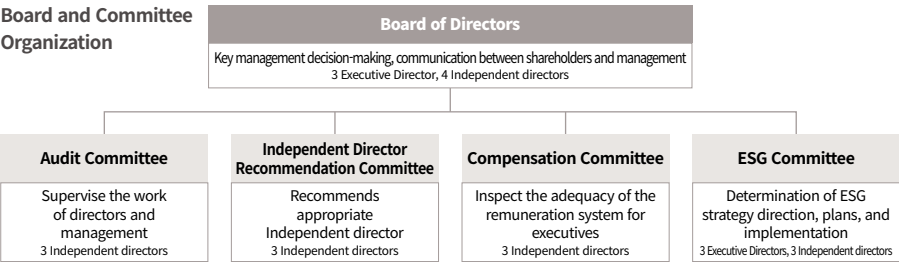 Board and Committee
Organization
Board of Directors
Key management decision-making, communication between shareholders and management
3 Executive Director, 4 Independent directors
Audit Committee
Supervise the work
of directors and
management
3 Independent directors
Independent Director
Recommendation Committee
Recommends
appropriate
Independent director
3 Independent directors
Compensation Committee
Inspect the adequacy of the
remuneration system for
executives
3 Independent directors
ESG Committee
Determination of ESG
strategy direction, plans, and
implementation
3 Executive Directors, 3 Independent directors